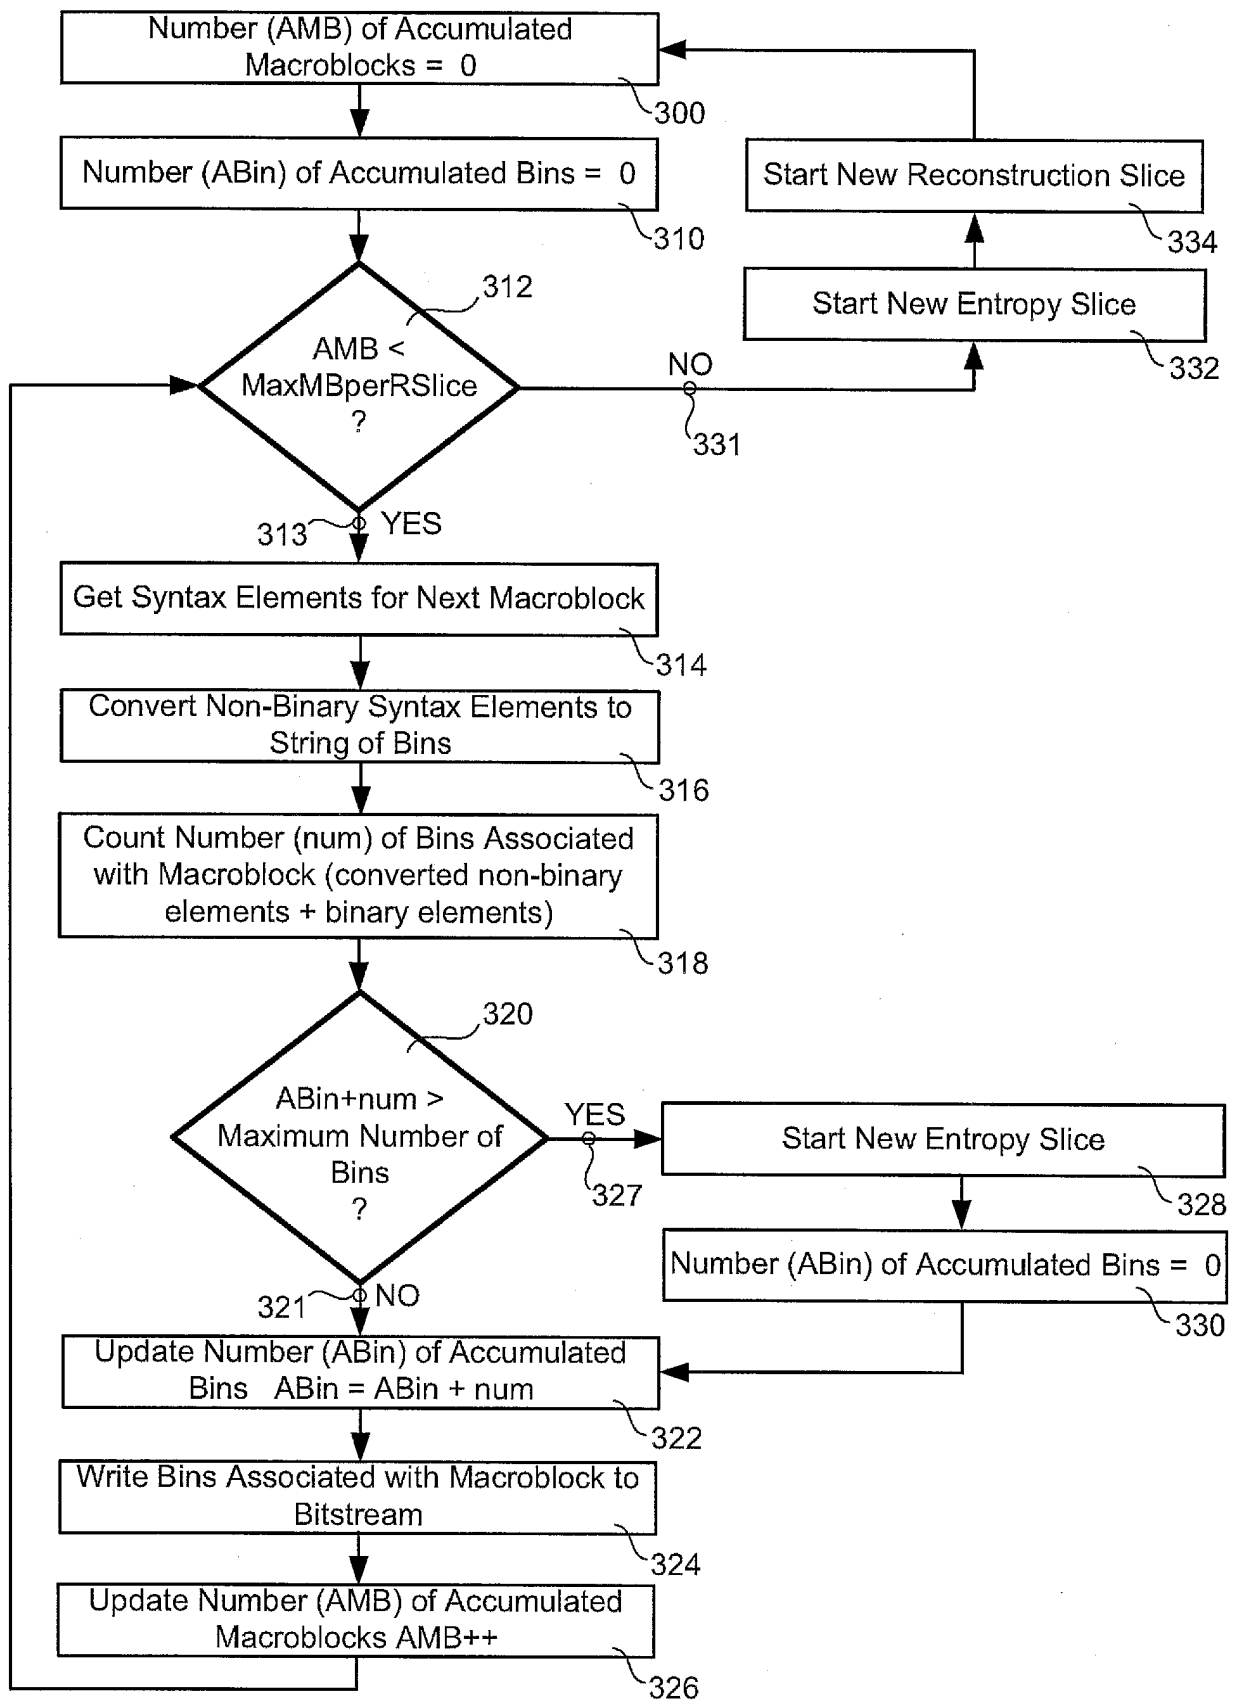 Number (AMB) of Accumulated
Macroblocks = 0
300
Number (ABin) of Accumulated Bins = 0
310
Start New Reconstruction Slice
334
Start New Entropy Slice
332
312
AMB <
MaxMBperRSlice
?
NO
331
313
YES
Get Syntax Elements for Next Macroblock
314
Convert Non-Binary Syntax Elements to
String of Bins
316
Count Number (num) of Bins Associated
with Macroblock (converted non-binary
elements + binary elements)
318
320
ABin+num >
Maximum Number of
Bins
?
YES
327
Start New Entropy Slice
328
Number (ABin) of Accumulated Bins = 0
330
321
NO
Update Number (ABin) of Accumulated
Bins ABin = ABin + num
322
Write Bins Associated with Macroblock to
Bitstream
324
Update Number (AMB) of Accumulated
Macroblocks AMB++
326